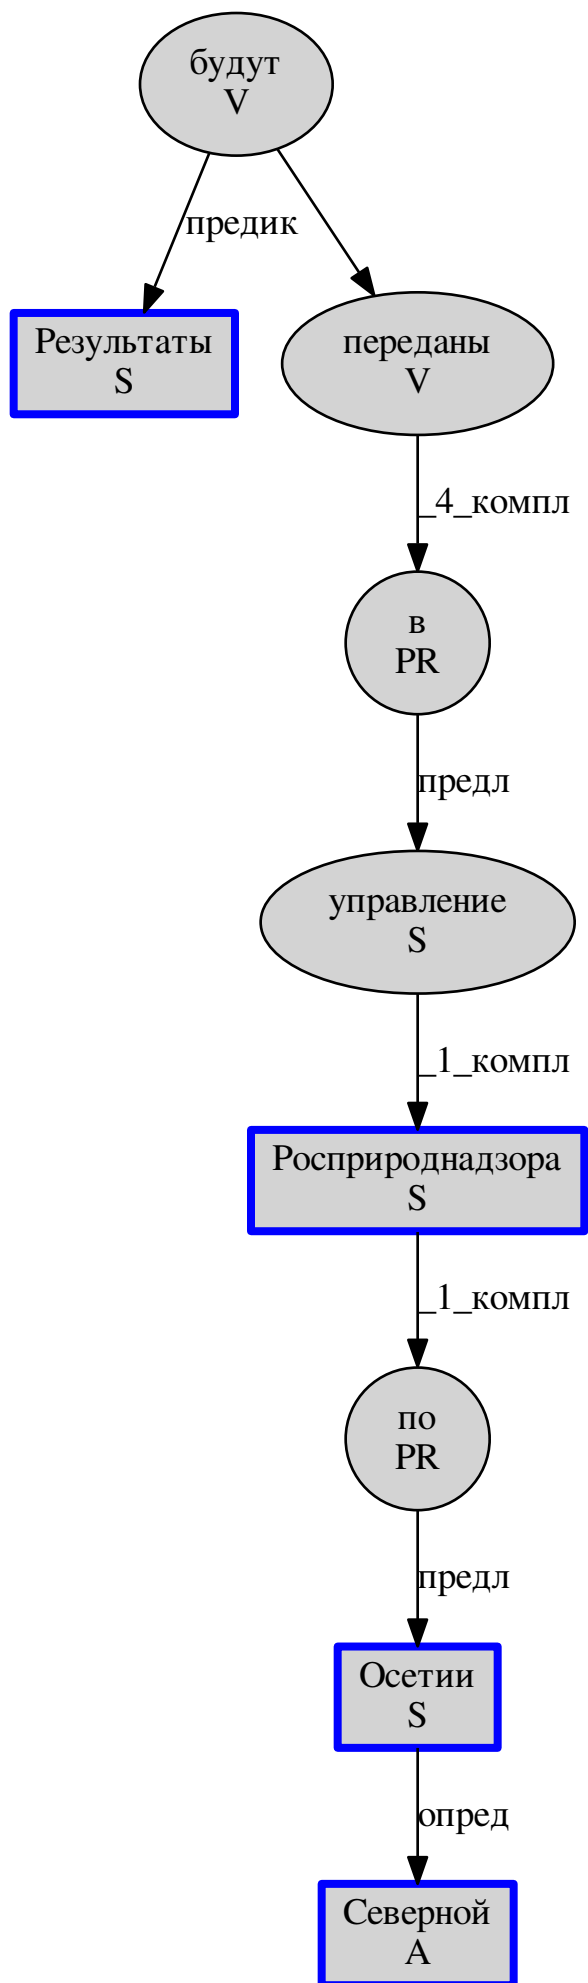 будут
V
предик
Результаты
S
переданы
V
_4_компл
в
PR
предл
управление
S
_1_компл
Росприроднадзора
S
_1_компл
по
PR
предл
Осетии
S
опред
Северной
A